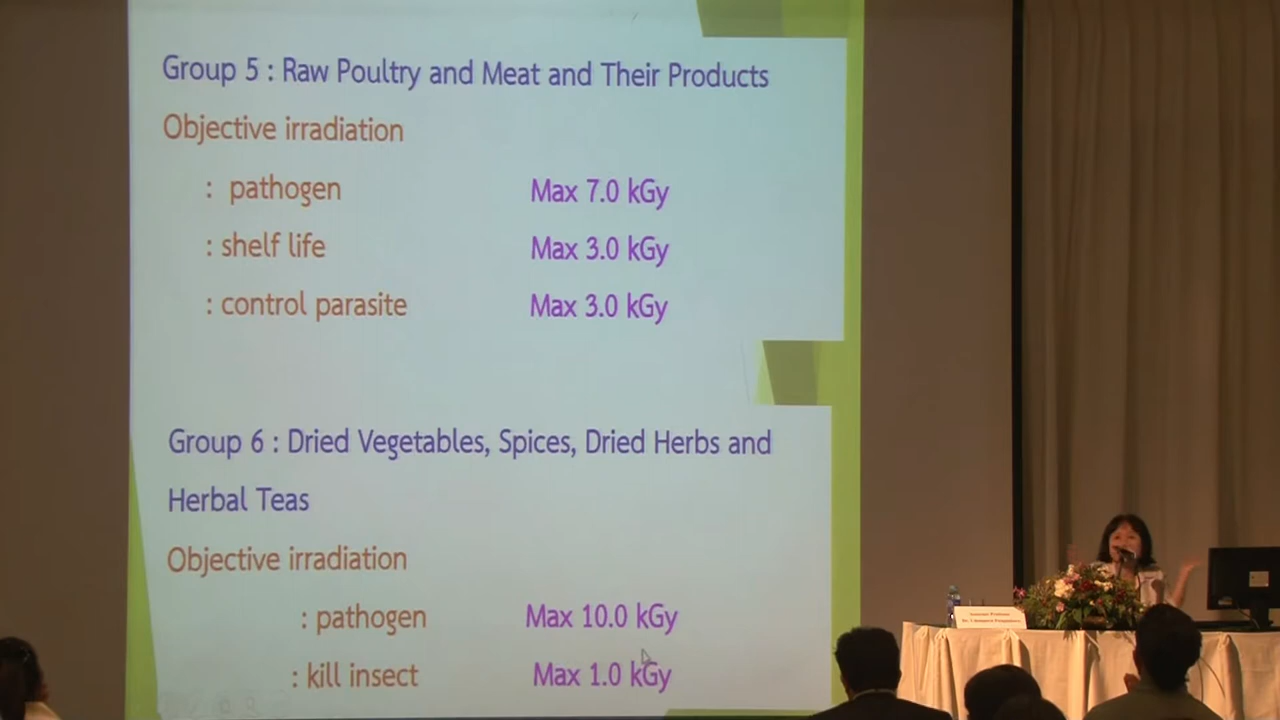 Group 5 : Raw Poultry and Meat and Their Products
Objective irradiation
: pathogen Max 7.0 kGy
: shelf life Max 3.0 kGy
: control parasite Max 3.0 kGy
Group 6 : Dried Vegetables, Spices, Dried Herbs and
Herbal Teas
Objective irradiation
: pathogen Max 10.0 kGy
: kill insect Max 1.0 kGy